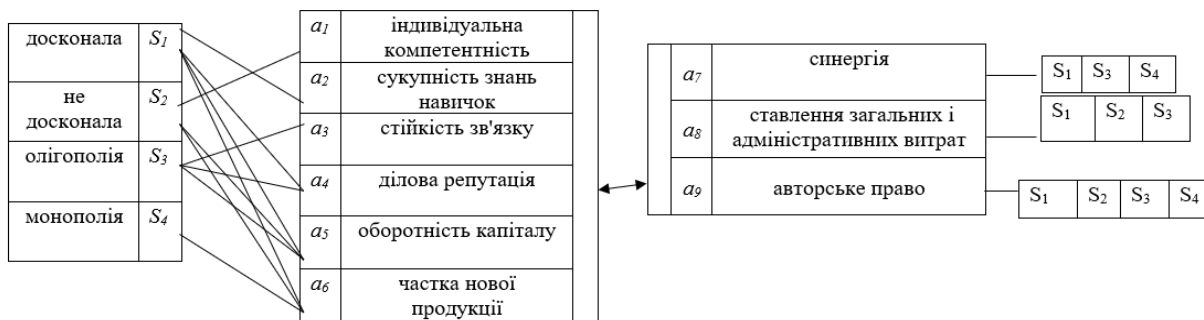 досконала S1
не досконала S2
олігополія S3
монополія S4
a1 індивідуальна
компетентність
a2 сукупність знань
навичок
a3 стійкість зв'язку
a4 ділова репутація
a5 оборотність капіталу
a6 частка нової
продукції
a7 синергія
a8 ставлення загальних і
адміністративних витрат
a9 авторське право
S1 S3 S4
S1 S2 S3
S1 S2 S3 S4